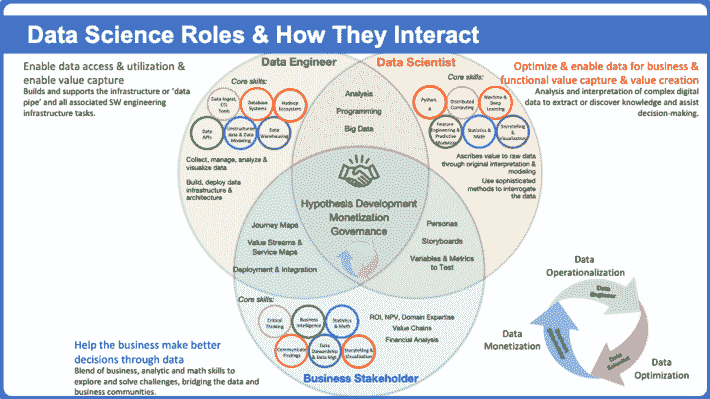 Data Science Roles & How They Interact
Enable data access & utilization &
enable value capture
Builds and supports the infrastructure or 'data
pipe' and all associated SW engineering
infrastructure tasks.
Data Engineer
Core skills:
Data Ingest,
ETL
Tools
Database
Systems
Hadoop
Ecosystem
Data
APIs
Unstructured
data & Data
Modeling
Data
Warehousing
Collect, manage, analyze &
visualize data
Build, deploy data
infrastructure &
architecture
Analysis
Programming
Big Data
Data Scientist
Core skills:
Python,
R
Distributed
Computing
Machine &
Deep
Learning
Feature
Engineering &
Predictive
Modeling
Statistics &
Math
Storytelling
&
Visualization
Ascribes value to raw data
through original interpretation &
modeling
Use sophisticated
methods to interrogate
the data
Optimize & enable data for business &
functional value capture & value creation
Analysis and interpretation of complex digital
data to extract or discover knowledge and assist
decision-making.
Hypothesis Development
Monetization
Governance
Journey Maps
Value Streams &
Service Maps
Deployment & Integration
Personas
Storyboards
Variables & Metrics
to Test
Core skills:
Critical
Thinking
Business
Intelligence
Statistics
& Math
Communicate
Findings
Data
Stewardship
& Data Mgt
Storytelling &
Visualization
ROI, NPV, Domain Expertise
Value Chains
Financial Analysis
Business Stakeholder
Help the business make better
decisions through data
Blend of business, analytic and math skills to
explore and solve challenges, bridging the data and
business communities.
Data
Operationalization
Data
Engineer
Data
Monetization
Business
Stakeholder
Data
Scientist
Data
Optimization